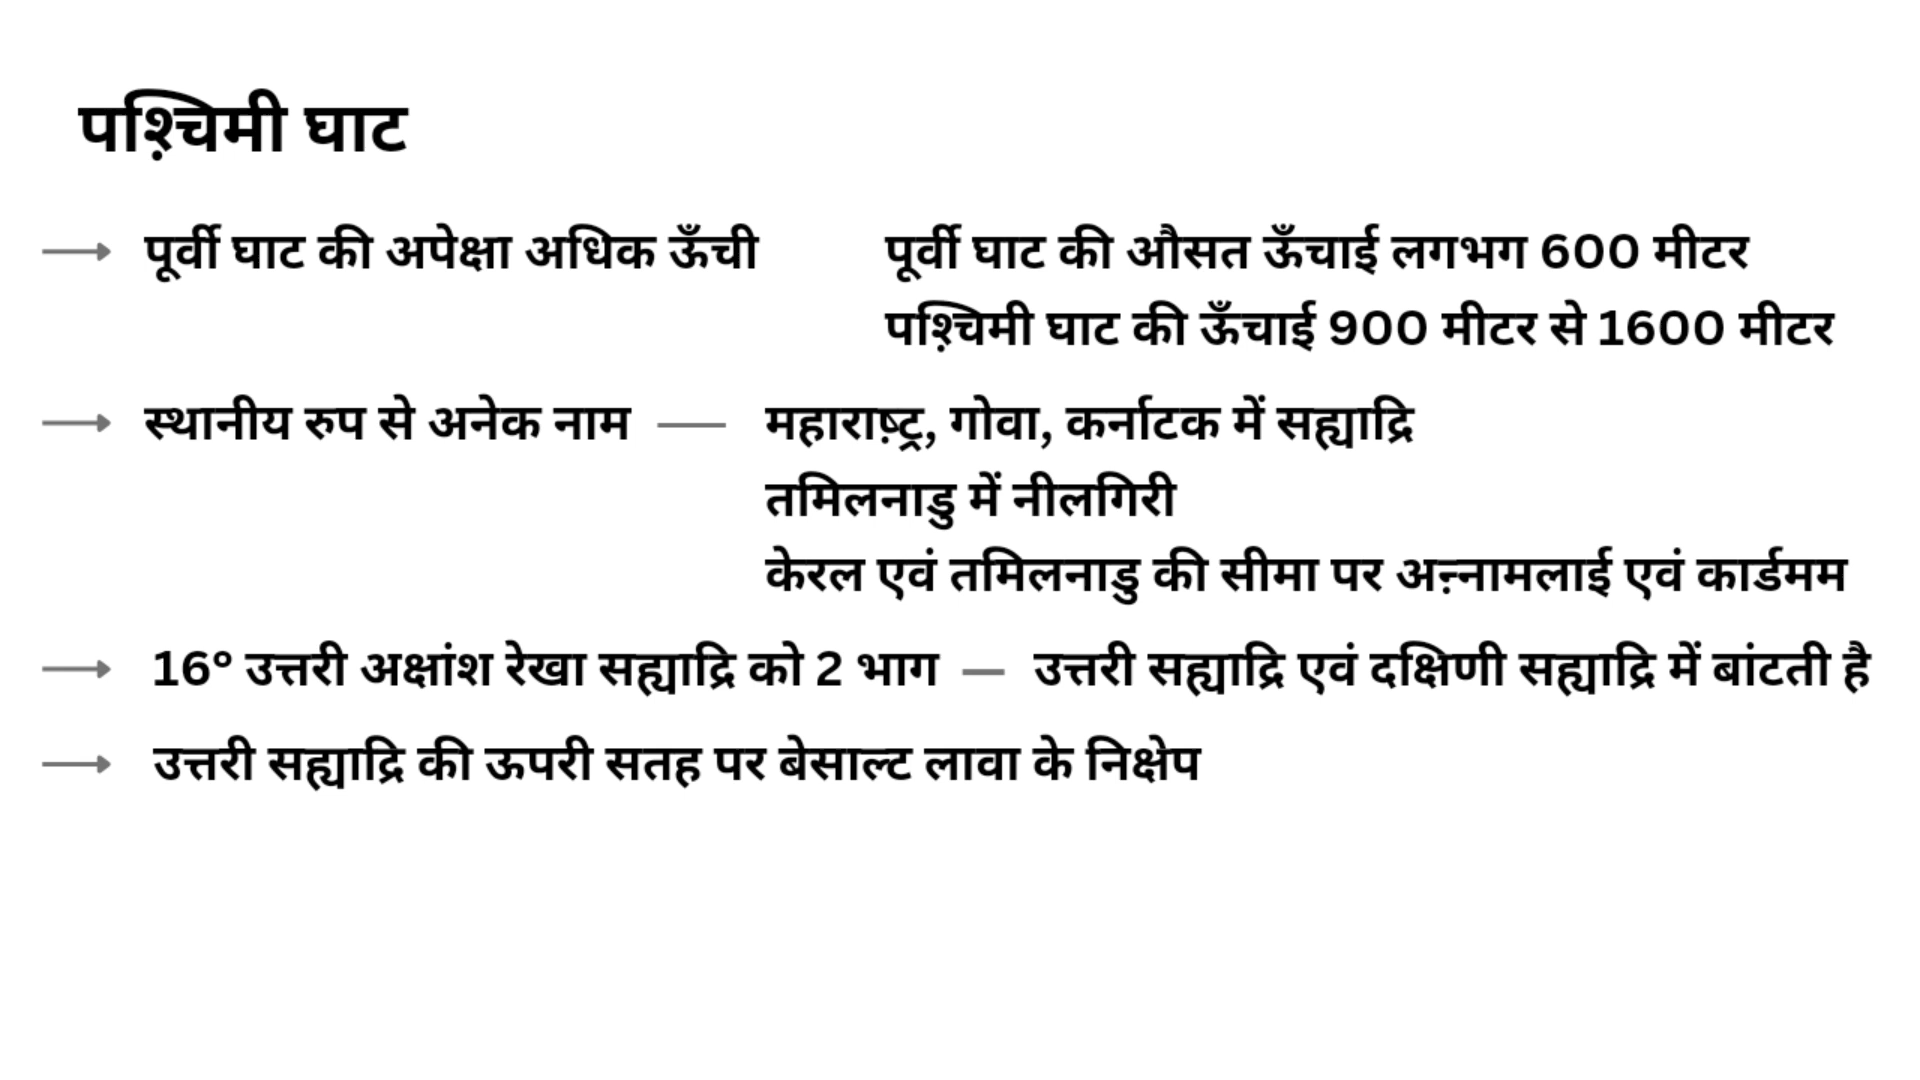 पश्चिमी घाट
पूर्वी घाट की अपेक्षा अधिक ऊँची
पूर्वी घाट की औसत ऊँचाई लगभग 600 मीटर
पश्चिमी घाट की ऊँचाई 900 मीटर से 1600 मीटर
स्थानीय रुप से अनेक नाम — महाराष्ट्र, गोवा, कर्नाटक में सह्याद्रि
तमिलनाडु में नीलगिरी
केरल एवं तमिलनाडु की सीमा पर अन्नामलाई एवं कार्डमम
16° उत्तरी अक्षांश रेखा सह्याद्रि को 2 भाग — उत्तरी सह्याद्रि एवं दक्षिणी सह्याद्रि में बांटती है
उत्तरी सह्याद्रि की ऊपरी सतह पर बेसाल्ट लावा के निक्षेप